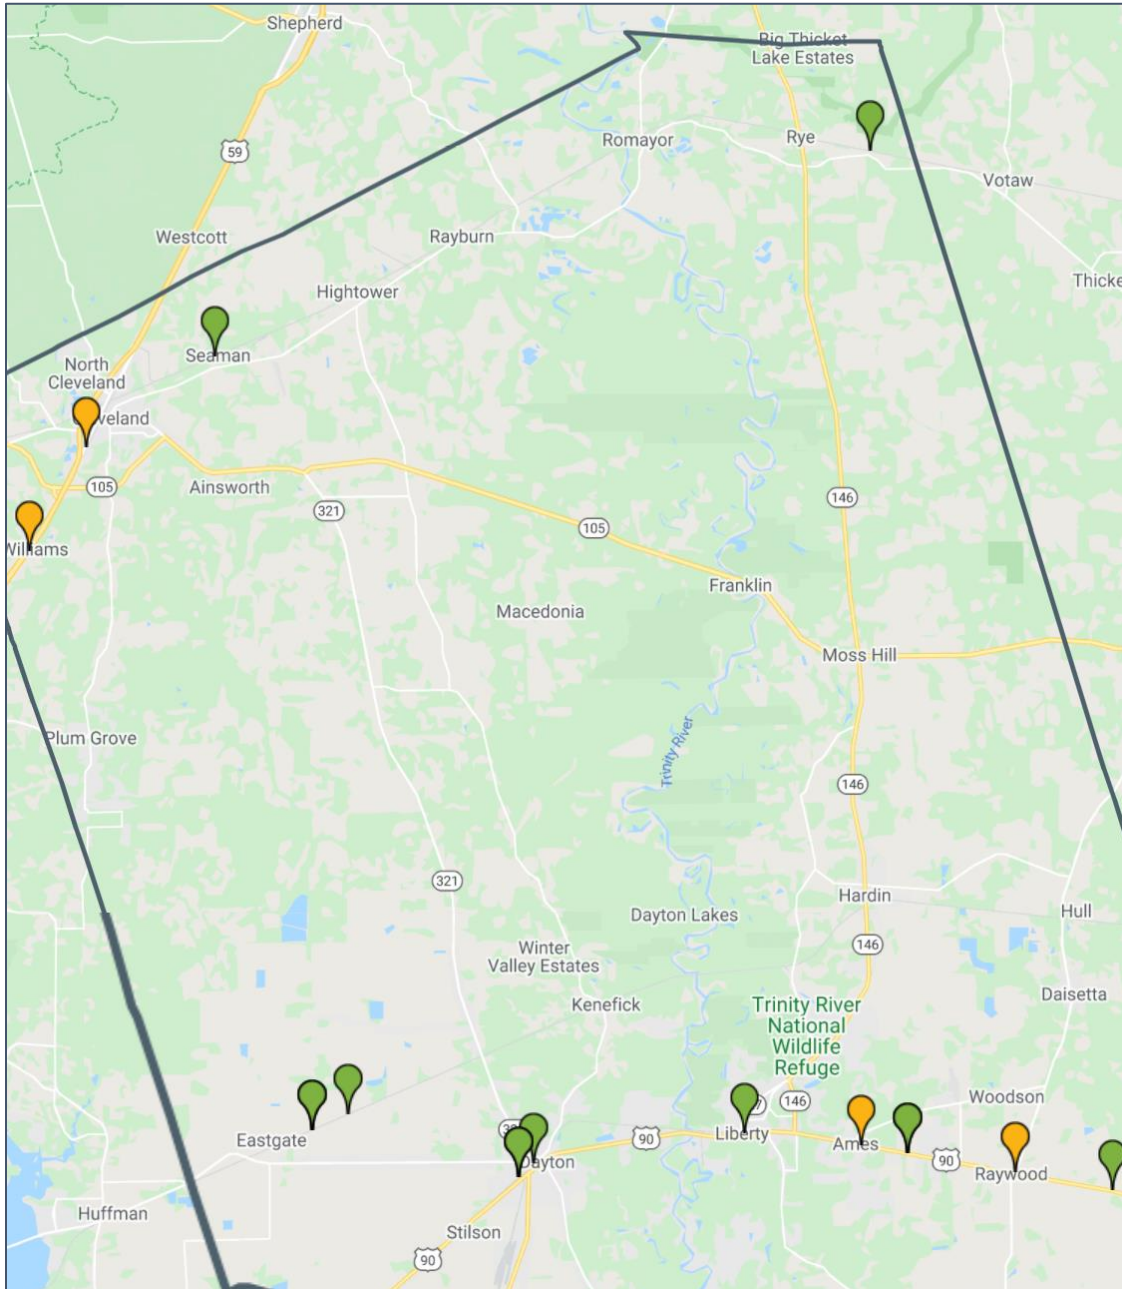 Shepherd
Big Thicket
Lake Estates
59
Romayor
Rye
Votaw
Westcott
Rayburn
Hightower
Thicke
Seaman
North
Cleveland
veland
105
Ainsworth
321
146
105
Williams
Franklin
Macedonia
Moss Hill
Trinity River
Plum Grove
146
321
Hardin
Dayton Lakes
Hull
146
Winter
Valley Estates
Kenefick
Daisetta
Trinity River
National
Wildlife
Refuge
Woodson
146
Eastgate
90
Liberty
Ames
90
Dayton
Raywood
Huffman
Stilson
90